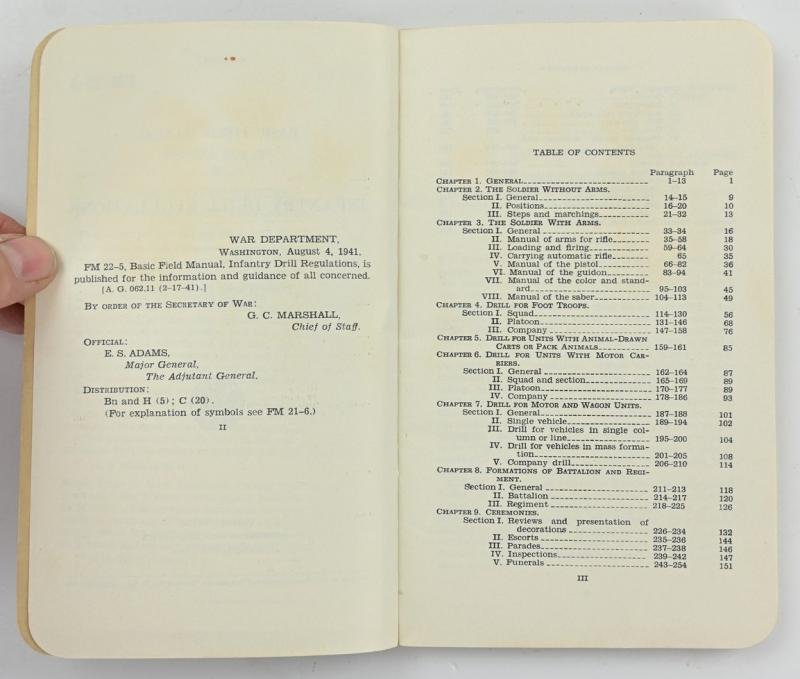 WAR DEPARTMENT,
WASHINGTON, August 4, 1941.
FM 22–5, Basic Field Manual, Infantry Drill Regulations, is
published for the information and guidance of all concerned.
[A. G. 062.11 (2–17–41).]
BY ORDER OF THE SECRETARY OF WAR:
G. C. MARSHALL,
Chief of Staff.
OFFICIAL:
E. S. ADAMS,
Major General,
The Adjutant General.
DISTRIBUTION:
Bn and H (5); C (20).
(For explanation of symbols see FM 21–6.)
II
TABLE OF CONTENTS
Paragraph Page
CHAPTER 1. GENERAL 1–13 1
CHAPTER 2. THE SOLDIER WITHOUT ARMS.
Section I. General 14–15 9
II. Positions 16–20 10
III. Steps and marchings 21–32 13
CHAPTER 3. THE SOLDIER WITH ARMS.
Section I. General 33–34 16
II. Manual of arms for rifle 35–58 18
III. Loading and firing 59–64 30
IV. Carrying automatic rifle 65 35
V. Manual of the pistol 66–82 36
VI. Manual of the guidon 83–94 41
VII. Manual of the color and stand-
ard 95–103 45
VIII. Manual of the saber 104–113 49
CHAPTER 4. DRILL FOR FOOT TROOPS.
Section I. Squad 114–130 56
II. Platoon 131–146 68
III. Company 147–158 76
CHAPTER 5. DRILL FOR UNITS WITH ANIMAL-DRAWN
CARTS OR PACK ANIMALS 159–161 85
CHAPTER 6. DRILL FOR UNITS WITH MOTOR CAR-
RIERS.
Section I. General 162–164 87
II. Squad and section 165–169 89
III. Platoon 170–177 89
IV. Company 178–186 93
CHAPTER 7. DRILL FOR MOTOR AND WAGON UNITS.
Section I. General 187–188 101
II. Single vehicle 189–194 102
III. Drill for vehicles in single col-
umn or line 195–200 104
IV. Drill for vehicles in mass forma-
tion 201–205 108
V. Company drill 206–210 114
CHAPTER 8. FORMATIONS OF BATTALION AND REGI-
MENT.
Section I. General 211–213 118
II. Battalion 214–217 120
III. Regiment 218–225 126
CHAPTER 9. CEREMONIES.
Section I. Reviews and presentation of
decorations 226–234 132
II. Escorts 235–236 144
III. Parades 237–238 146
IV. Inspections 239–242 147
V. Funerals 243–254 151
III